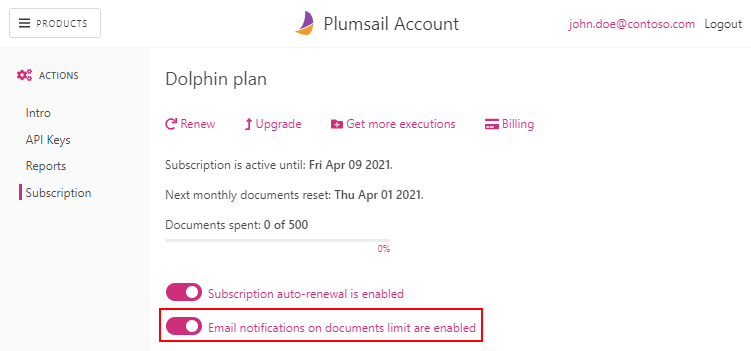 PRODUCTS
Plumsail Account
john.doe@contoso.com Logout
ACTIONS
Intro
API Keys
Reports
Subscription
Dolphin plan
Renew Upgrade Get more executions Billing
Subscription is active until: Fri Apr 09 2021.
Next monthly documents reset: Thu Apr 01 2021.
Documents spent: 0 of 500
0%
Subscription auto-renewal is enabled
Email notifications on documents limit are enabled